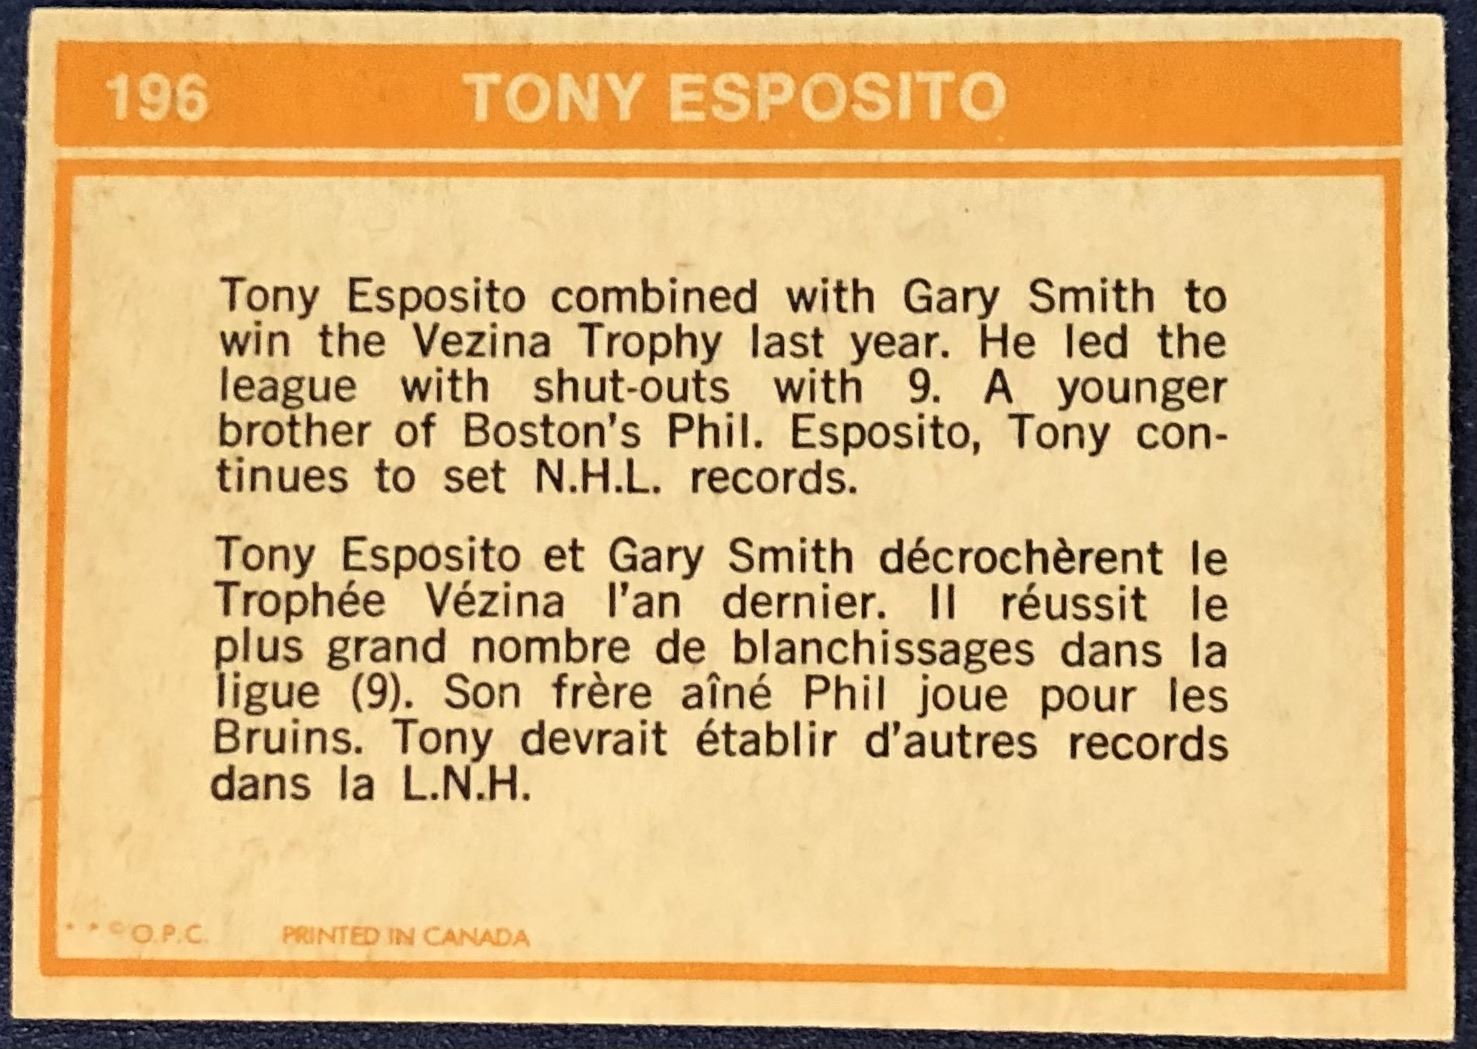 196 TONY ESPOSITO
Tony Esposito combined with Gary Smith to
win the Vezina Trophy last year. He led the
league with shut-outs with 9. A younger
brother of Boston's Phil. Esposito, Tony con-
tinues to set N.H.L. records.
Tony Esposito et Gary Smith décrochèrent le
Trophée Vézina l'an dernier. Il réussit le
plus grand nombre de blanchissages dans la
ligue (9). Son frère aîné Phil joue pour les
Bruins. Tony devrait établir d'autres records
dans la L.N.H.
* * © O.P.C. PRINTED IN CANADA